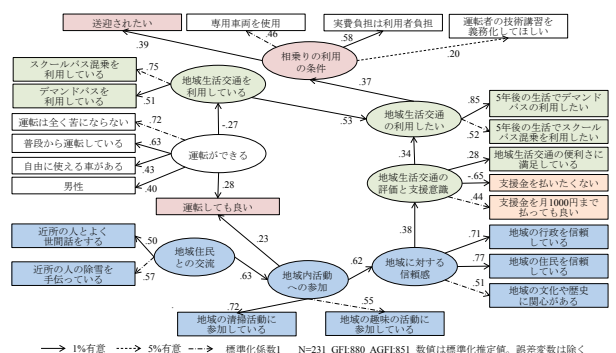 送迎されたい
専用車両を使用
実費負担は利用者負担
運転者の技術講習を
義務化してほしい
.39
.46
.58
.20
相乗りの利用
の条件
スクールバス混乗を
利用している
.75
デマンドバスを
利用している
.51
地域生活交通を
利用している
.37
.53
地域生活交通
の利用したい
.85
5年後の生活でデマンド
バスの利用したい
.52
5年後の生活でスクール
バス混乗を利用したい
運転は全く苦にならない
.72
普段から運転している
.63
自由に使える車がある
.43
男性
.40
運転ができる
-.27
.28
運転しても良い
.34
地域生活交通の
評価と支援意識
.28
地域生活交通の便利さに
満足している
-.65
支援金を払いたくない
.44
支援金を月1000円まで
払っても良い
.38
近所の人とよく
世間話をする
.50
近所の人の除雪を
手伝っている
.57
地域住民
との交流
.63
.23
地域内活動
への参加
.62
地域に対する
信頼感
.71
地域の行政を信頼
している
.77
地域の住民を信頼
している
.51
地域の文化や歴史
に関心がある
.72
地域の清掃活動に
参加している
.55
地域の趣味の活動に
参加している
1%有意 5%有意 標準化係数1 N=231 GFI:880 AGFI:851 数値は標準化推定値、誤差変数は除く